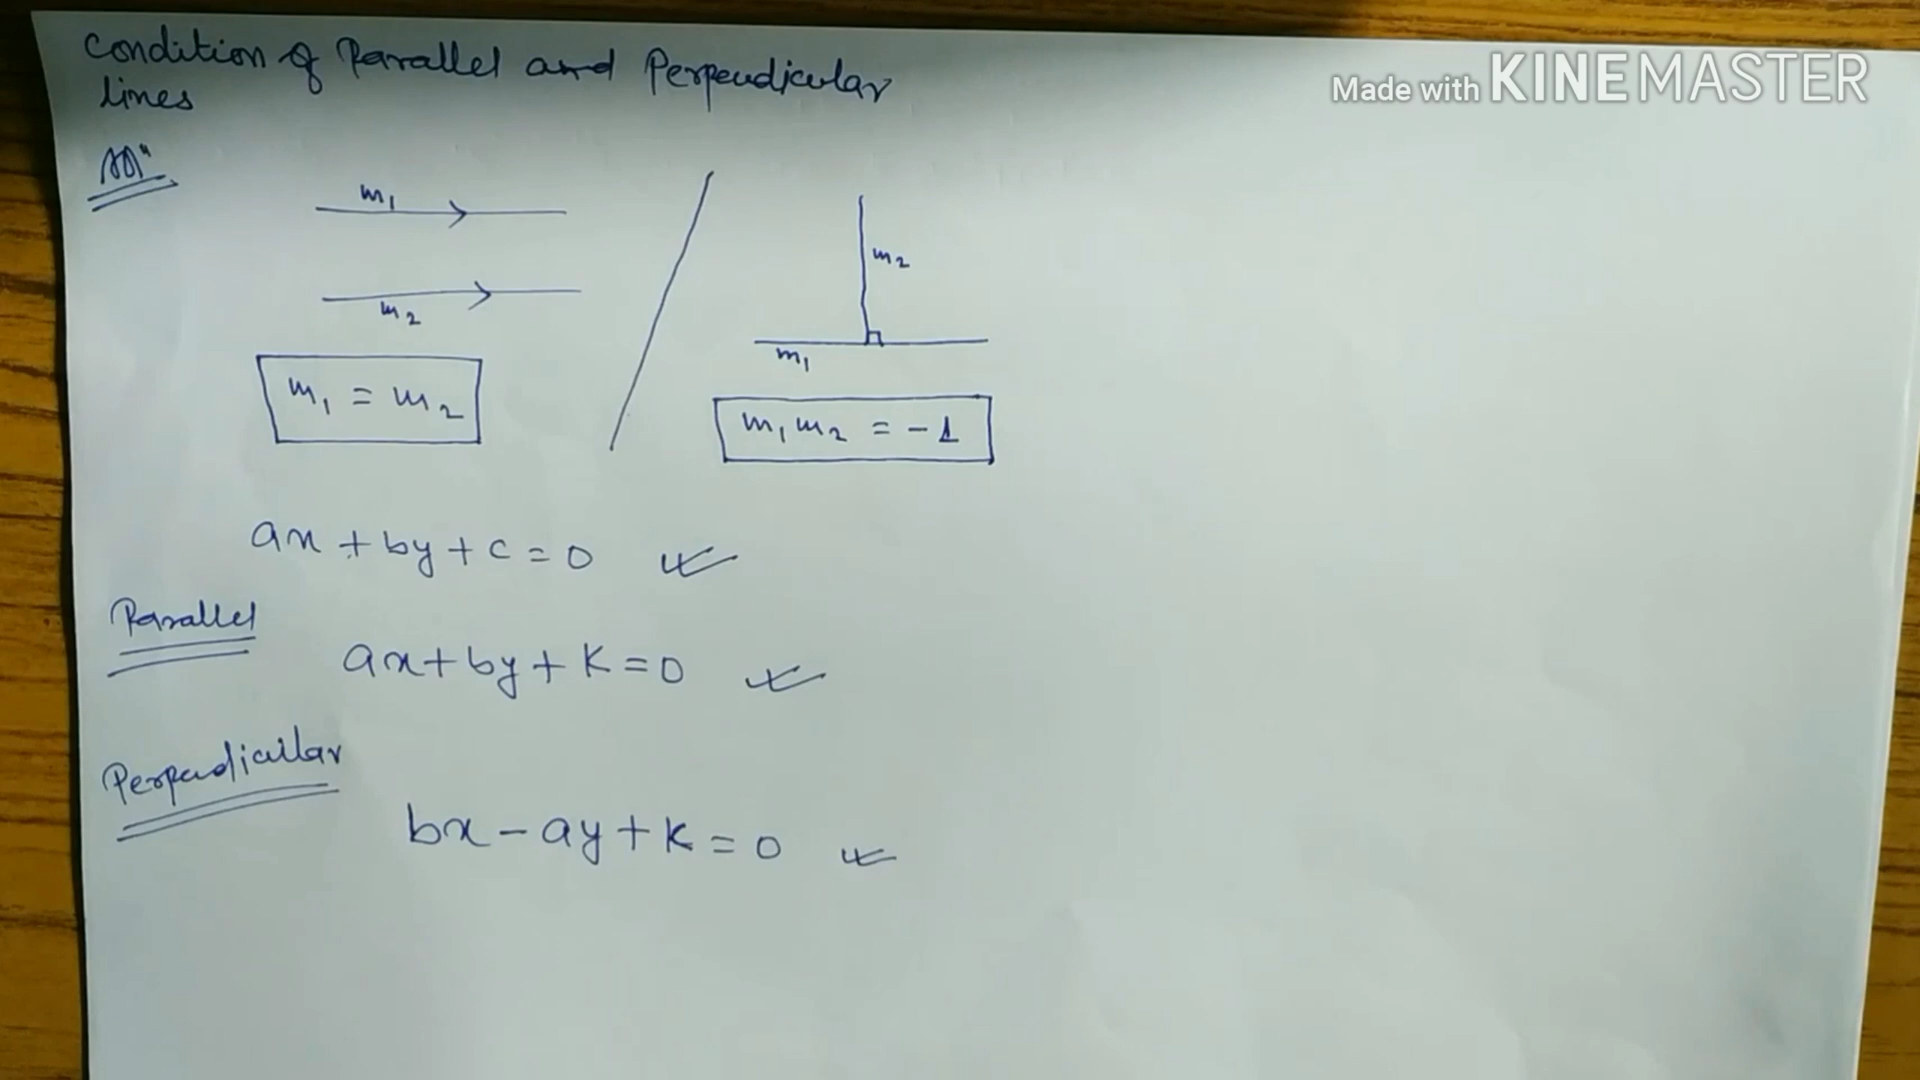 Condition of Parallel and Perpendicular
lines
Made with KINEMASTER
Sol"
m₁
m₂
m₁ = m₂
m₂
m₁
m₁m₂ = -1
ax + by + c = 0
Parallel
ax + by + K = 0
Perpendicular
bx - ay + K = 0